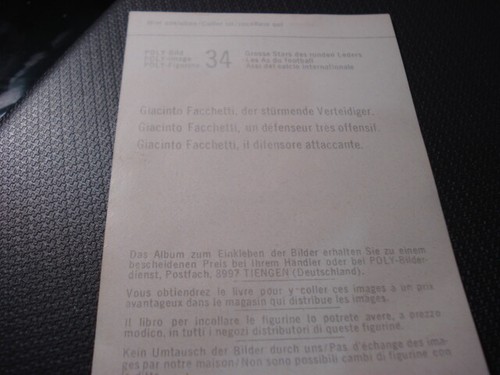 POLY-Bild
POLY-Image
POLY-Figurine
34
Grosse Stars des runden Leders
Les As du football
Assi del calcio internazionale
Giacinto Facchetti, der stürmende Verteidiger.
Giacinto Facchetti, un défenseur très offensif.
Giacinto Facchetti, il difensore attaccante.
Das Album zum Einkleben der Bilder erhalten Sie zu einem
bescheidenen Preis bei Ihrem Händler oder bei POLY-Bilder-
dienst, Postfach, 8997 TIENGEN (Deutschland).
Vous obtiendrez le livre pour y coller ces images à un prix
avantageux dans le magasin qui distribue les images.
Il libro per incollare le figurine lo potrete avere, a prezzo
modico, in tutti i negozi distributori di queste figurine.
Kein Umtausch der Bilder durch uns/Pas d'échange des ima-
ges par notre maison/Non sono possibili cambi di figurine con